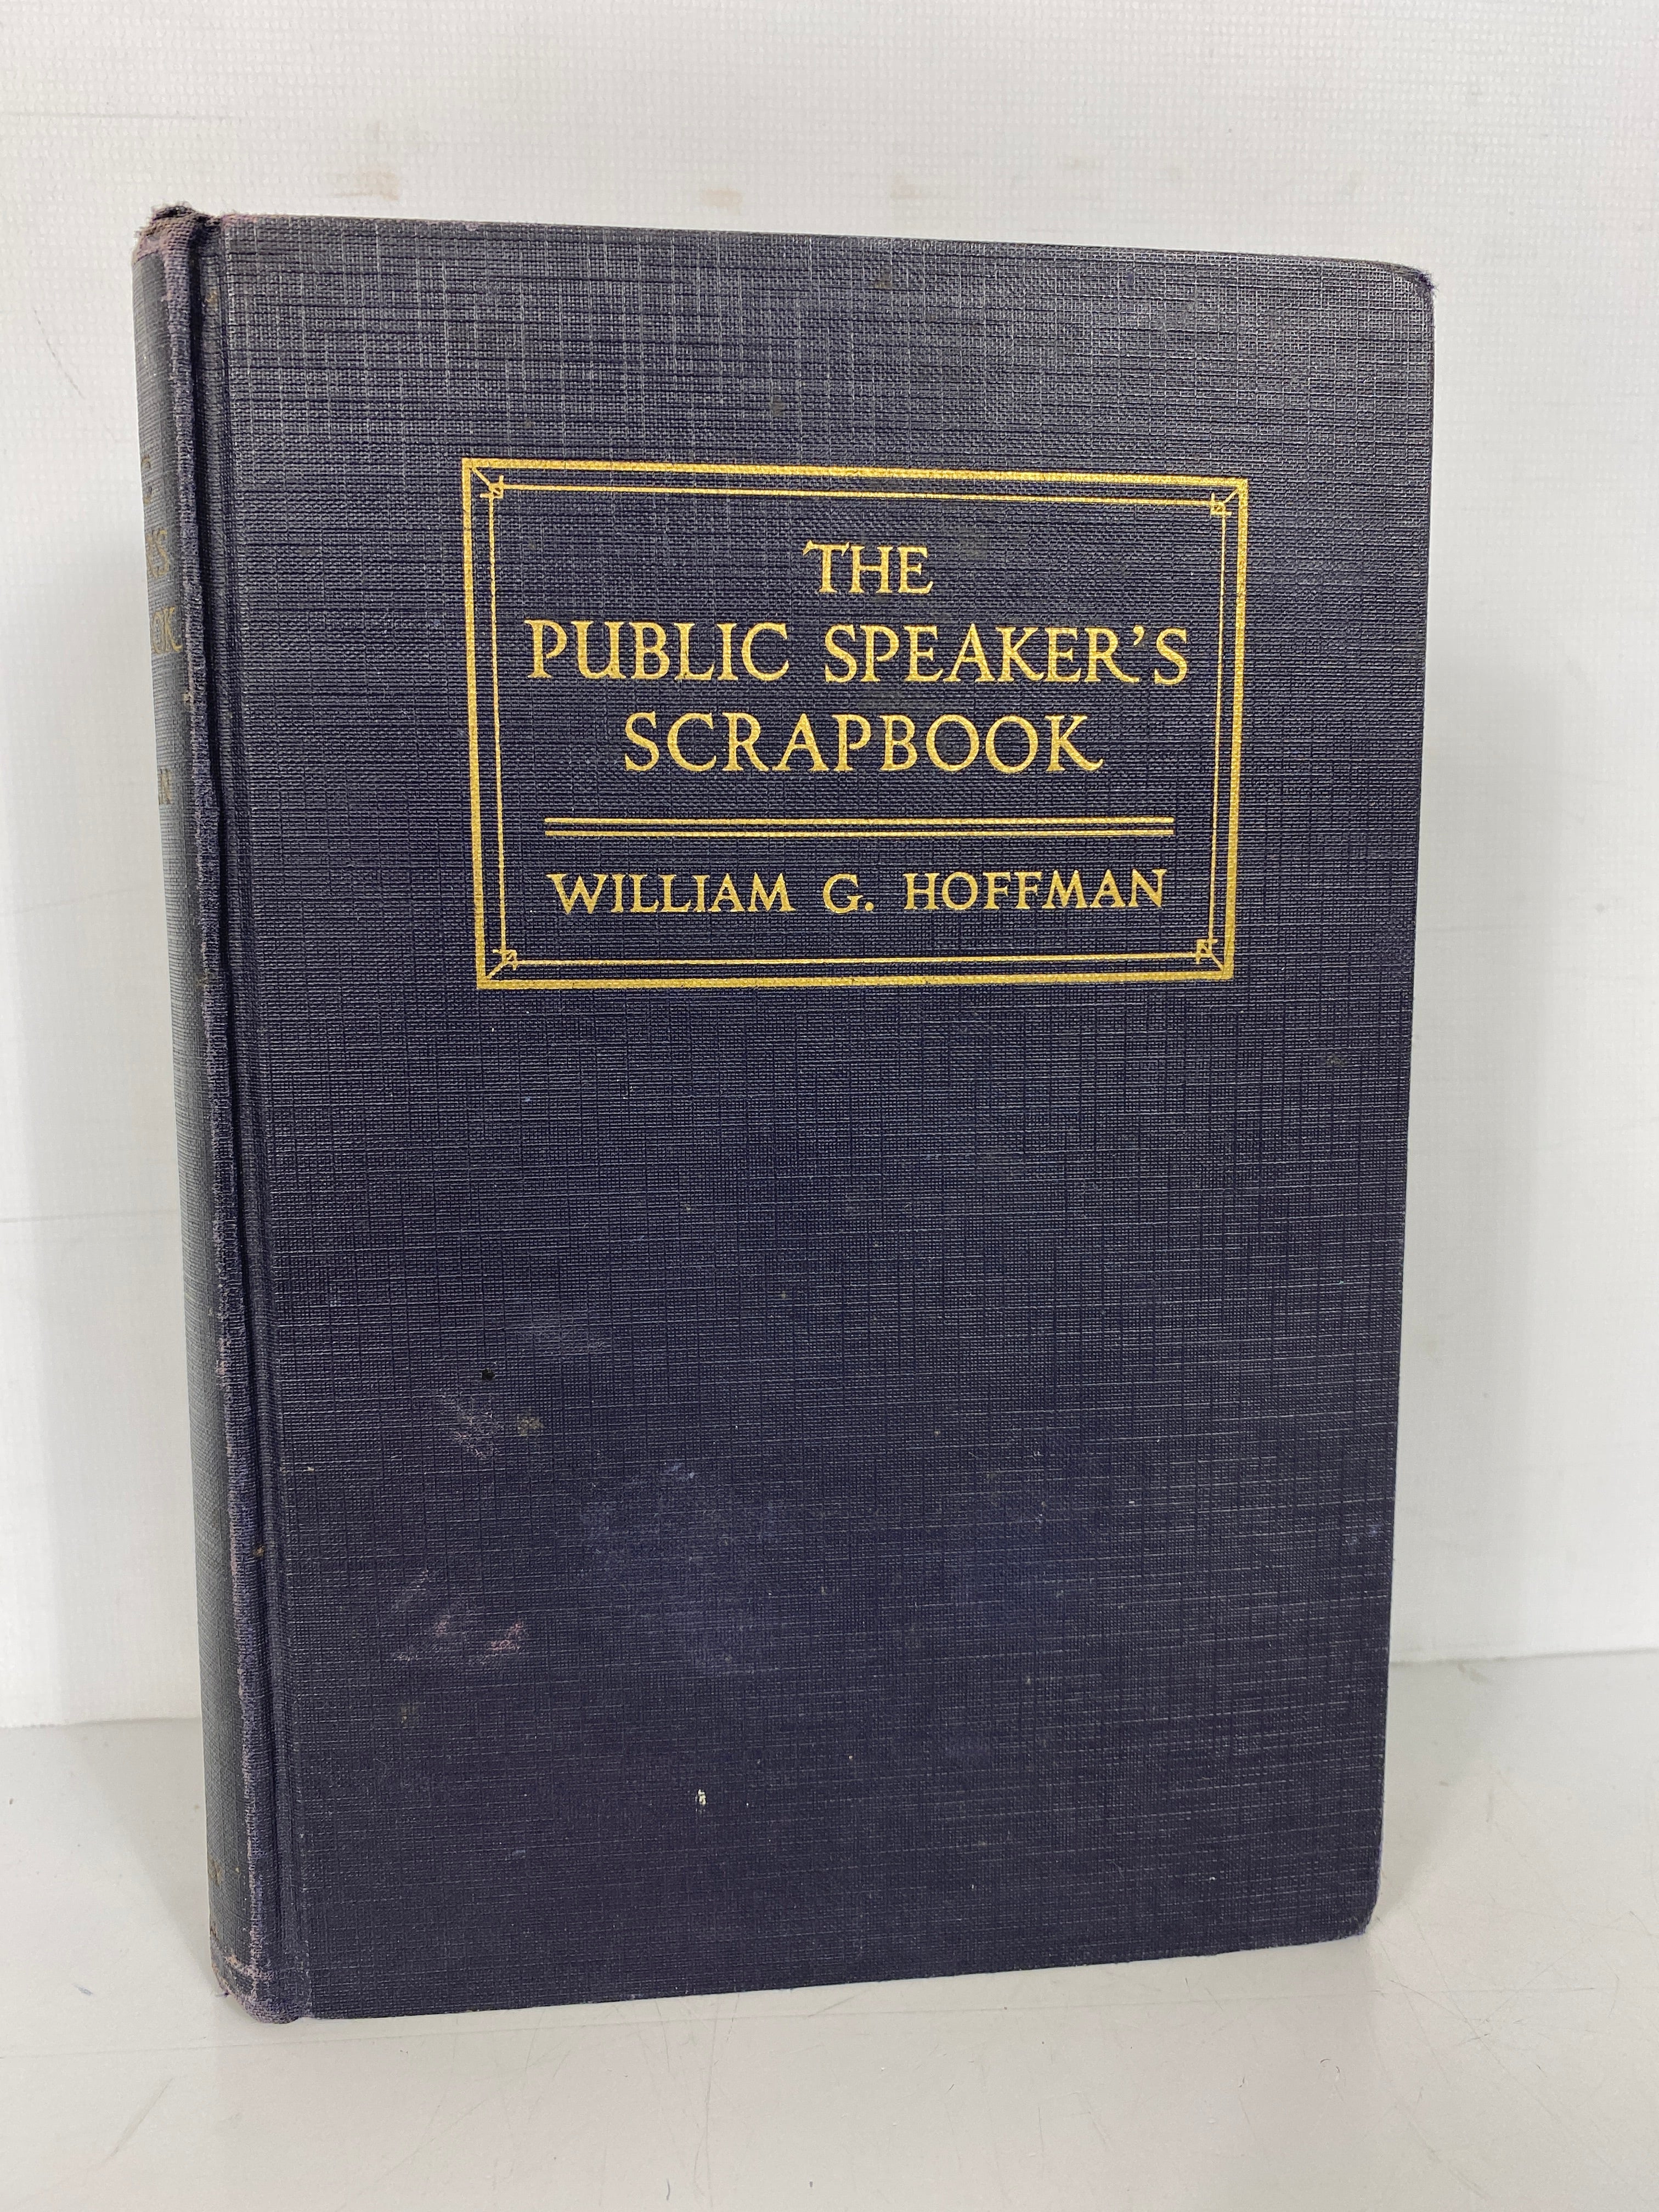 THE
PUBLIC SPEAKER'S
SCRAPBOOK
WILLIAM G. HOFFMAN